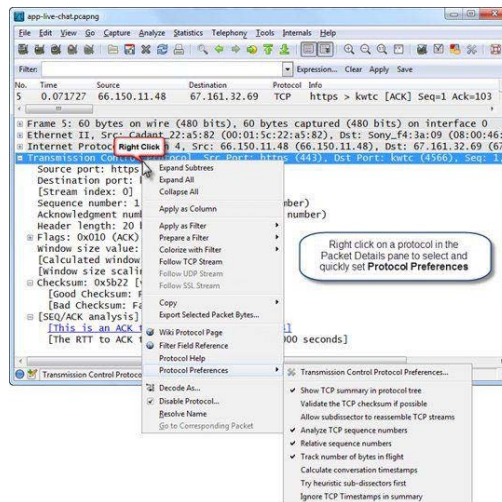 app-live-chat.pcapng
File Edit View Go Capture Analyze Statistics Telephony Tools Internals Help
Filter: Expression... Clear Apply Save
No. Time Source Destination Protocol Info
5 0.071727 66.150.11.48 67.161.32.69 TCP https > kwtc [ACK] Seq=1 Ack=103
Frame 5: 60 bytes on wire (480 bits), 60 bytes captured (480 bits) on interface 0
Ethernet II, Src: Cadant_22:a5:82 (00:01:5c:22:a5:82), Dst: Sony_f4:3a:09 (08:00:46:
Internet Protoc 4, Src: 66.150.11.48 (66.150.11.48), Dst: 67.161.32.69 (67
Right Click
Transmission Control Protocol, Src Port: https (443), Dst Port: kwtc (4566), Seq: 1,
Source port: https
Destination port:
[Stream index: 0]
Sequence number: 1 ber)
Acknowledgment num number)
Header length: 20
Flags: 0x010 (ACK)
Window size value:
[Calculated window
[Window size scalin
Checksum: 0x5b22 [
[Good Checksum: F
[Bad Checksum: Fa
[SEQ/ACK analysis]
[This is an ACK
[The RTT to ACK 000 seconds]
Transmission Control Protoco
Expand Subtrees
Expand All
Collapse All
Apply as Column
Apply as Filter
Prepare a Filter
Colorize with Filter
Follow TCP Stream
Follow UDP Stream
Follow SSL Stream
Copy
Export Selected Packet Bytes...
Wiki Protocol Page
Filter Field Reference
Protocol Help
Protocol Preferences
Decode As...
Disable Protocol...
Resolve Name
Go to Corresponding Packet
Right click on a protocol in the
Packet Details pane to select and
quickly set Protocol Preferences
Transmission Control Protocol Preferences...
Show TCP summary in protocol tree
Validate the TCP checksum if possible
Allow subdissector to reassemble TCP streams
Analyze TCP sequence numbers
Relative sequence numbers
Track number of bytes in flight
Calculate conversation timestamps
Try heuristic sub-dissectors first
Ignore TCP Timestamps in summary